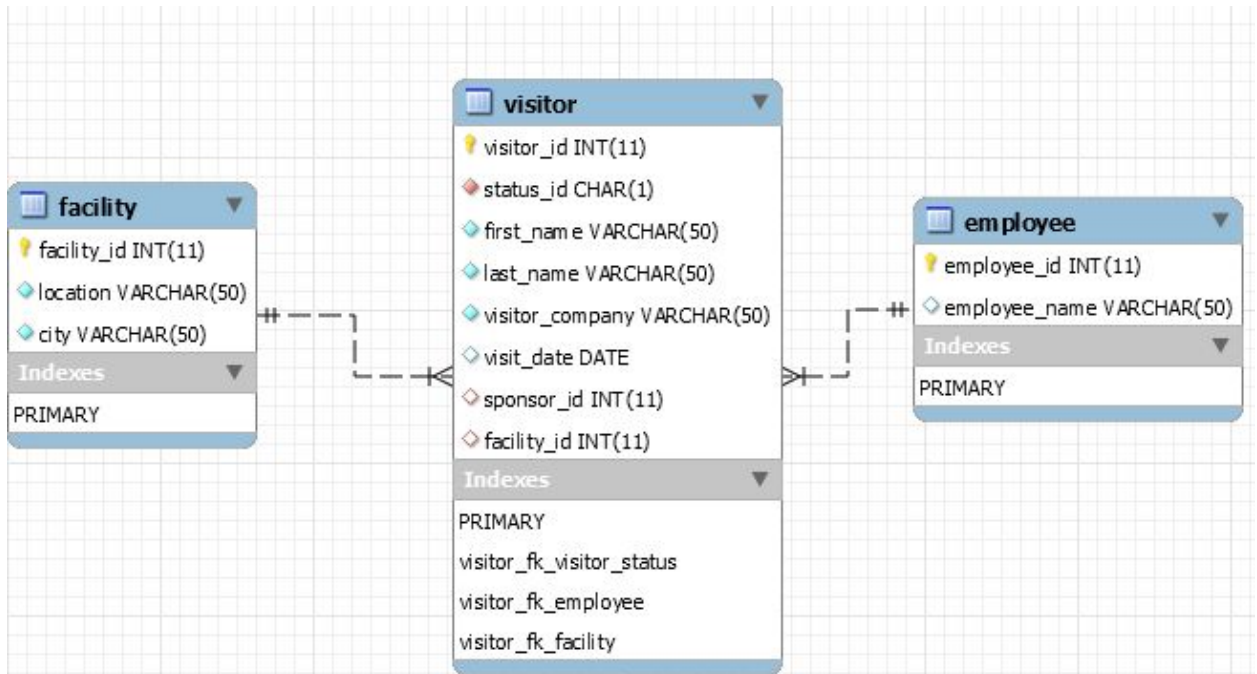 facility
facility_id INT(11)
location VARCHAR(50)
city VARCHAR(50)
Indexes
PRIMARY
visitor
visitor_id INT(11)
status_id CHAR(1)
first_name VARCHAR(50)
last_name VARCHAR(50)
visitor_company VARCHAR(50)
visit_date DATE
sponsor_id INT(11)
facility_id INT(11)
Indexes
PRIMARY
visitor_fk_visitor_status
visitor_fk_employee
visitor_fk_facility
employee
employee_id INT(11)
employee_name VARCHAR(50)
Indexes
PRIMARY